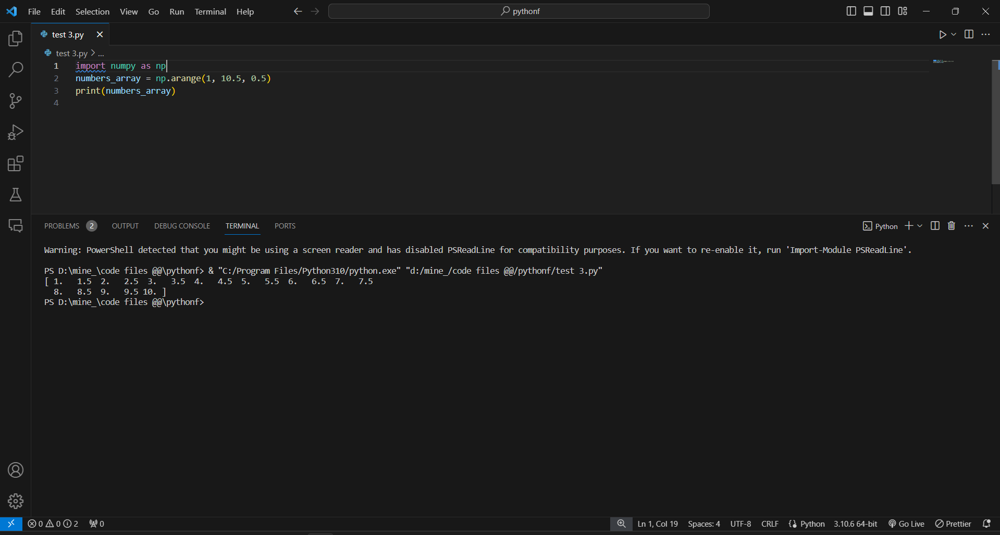 File Edit Selection View Go Run Terminal Help pythonf
test 3.py
test 3.py > ...
1 import numpy as np
2 numbers_array = np.arange(1, 10.5, 0.5)
3 print(numbers_array)
4
PROBLEMS 2 OUTPUT DEBUG CONSOLE TERMINAL PORTS Python
Warning: PowerShell detected that you might be using a screen reader and has disabled PSReadLine for compatibility purposes. If you want to re-enable it, run 'Import-Module PSReadLine'.
PS D:\mine_\code files @@\pythonf> & "C:/Program Files/Python310/python.exe" "d:/mine_/code files @@/pythonf/test 3.py"
[ 1.   1.5  2.   2.5  3.   3.5  4.   4.5  5.   5.5  6.   6.5  7.   7.5
  8.   8.5  9.   9.5 10. ]
PS D:\mine_\code files @@\pythonf>
0 0 2 0 Ln 1, Col 19 Spaces: 4 UTF-8 CRLF Python 3.10.6 64-bit Go Live Prettier